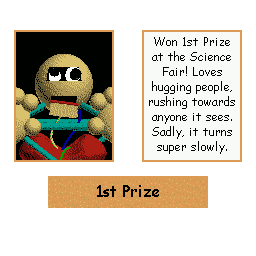 Won 1st Prize
at the Science
Fair! Loves
hugging people,
rushing towards
anyone it sees.
Sadly, it turns
super slowly.
1st Prize